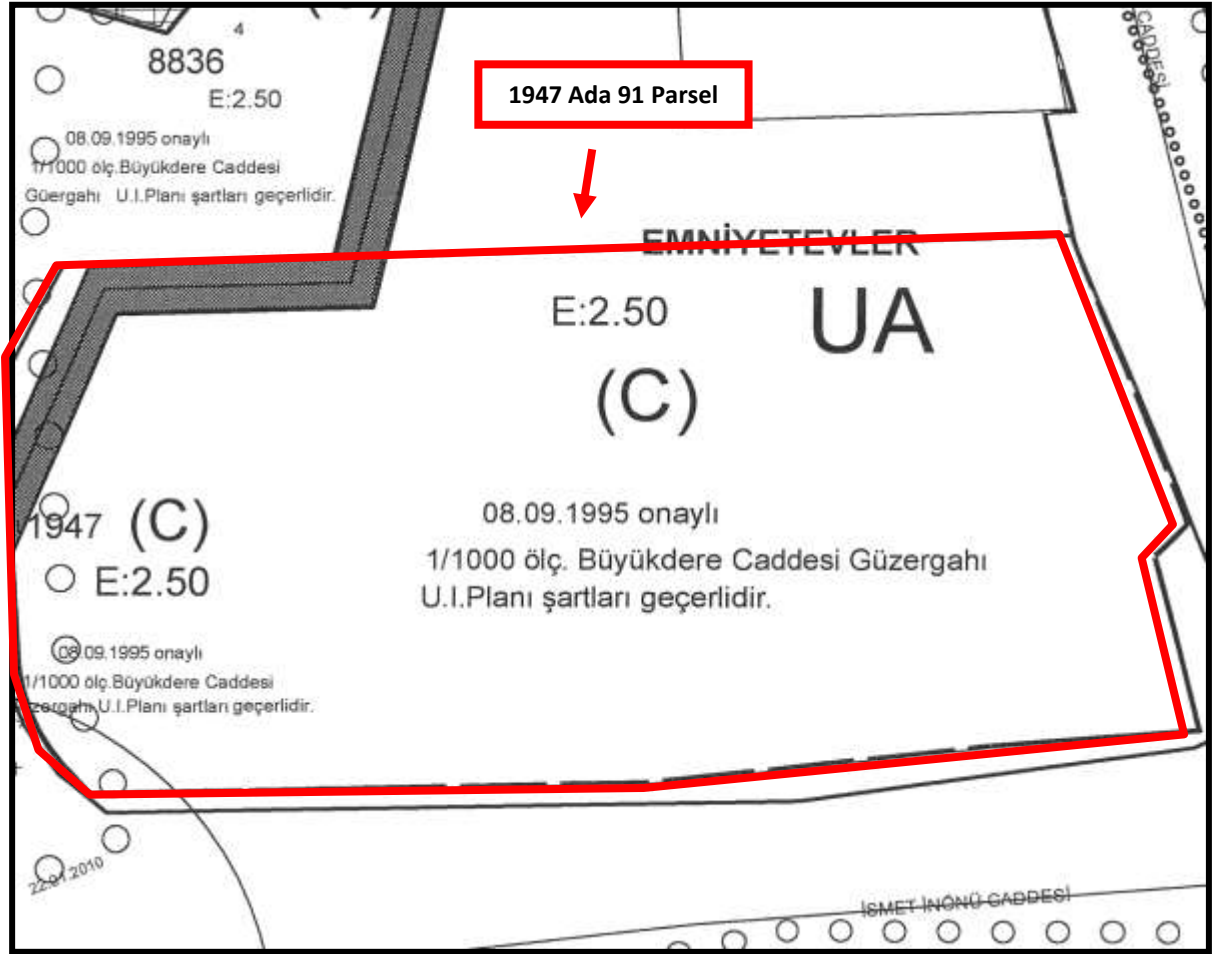 4
8836
E:2.50
08.09.1995 onaylı
1/1000 ölç.Büyükdere Caddesi
Güergahı U.I.Planı şartları geçerlidir.
1947 Ada 91 Parsel
CADDESİ
EMNİYETEVLER
E:2.50
UA
(C)
08.09.1995 onaylı
1/1000 ölç. Büyükdere Caddesi Güzergahı
U.I.Planı şartları geçerlidir.
1947 (C)
E:2.50
08.09.1995 onaylı
1/1000 ölç.Büyükdere Caddesi
zergahı U.I.Planı şartları geçerlidir.
22.01.2010
İSMET İNÖNÜ CADDESİ